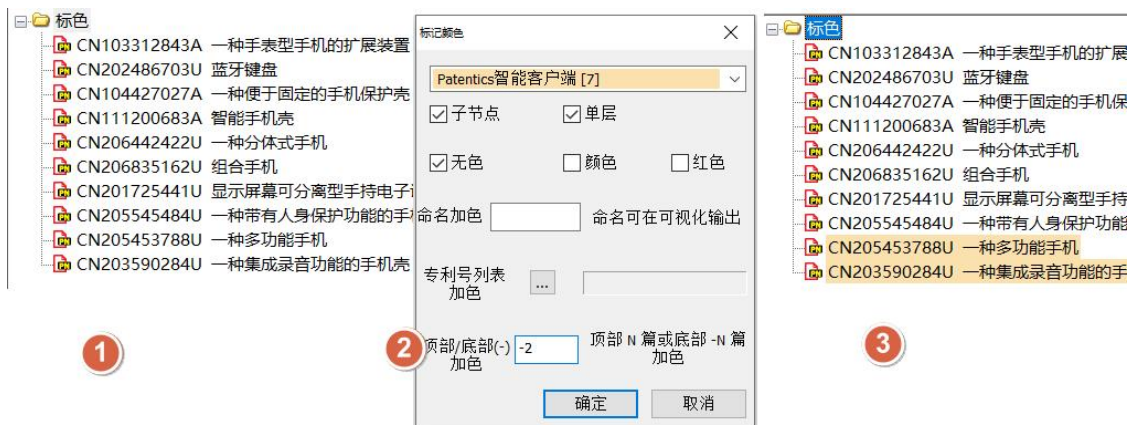 标色
CN103312843A 一种手表型手机的扩展装置
CN202486703U 蓝牙键盘
CN104427027A 一种便于固定的手机保护壳
CN111200683A 智能手机壳
CN206442422U 一种分体式手机
CN206835162U 组合手机
CN201725441U 显示屏幕可分离型手持电子
CN205545484U 一种带有人身保护功能的手
CN205453788U 一种多功能手机
CN203590284U 一种集成录音功能的手机壳
1
标记颜色
Patentics智能客户端 [7]
子节点 单层
无色 颜色 红色
命名加色 命名可在可视化输出
专利号列表
加色
...
2
顶部/底部(-)
加色
-2
顶部 N 篇或底部 -N 篇
加色
确定 取消
标色
CN103312843A 一种手表型手机的扩展
CN202486703U 蓝牙键盘
CN104427027A 一种便于固定的手机保
CN111200683A 智能手机壳
CN206442422U 一种分体式手机
CN206835162U 组合手机
CN201725441U 显示屏幕可分离型手持
CN205545484U 一种带有人身保护功能
CN205453788U 一种多功能手机
CN203590284U 一种集成录音功能的手
3